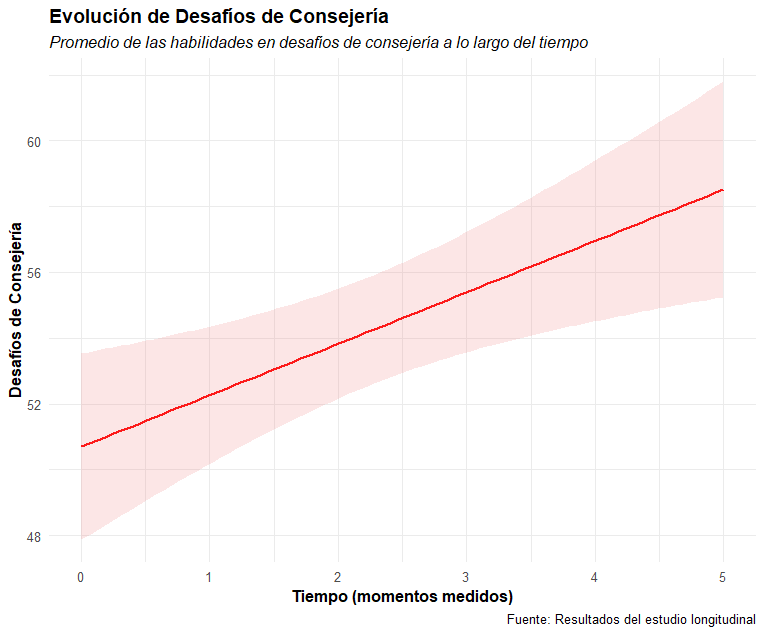 Evolución de Desafíos de Consejería
Promedio de las habilidades en desafíos de consejería a lo largo del tiempo
Desafíos de Consejería
60
56
52
48
0 1 2 3 4 5
Tiempo (momentos medidos)
Fuente: Resultados del estudio longitudinal